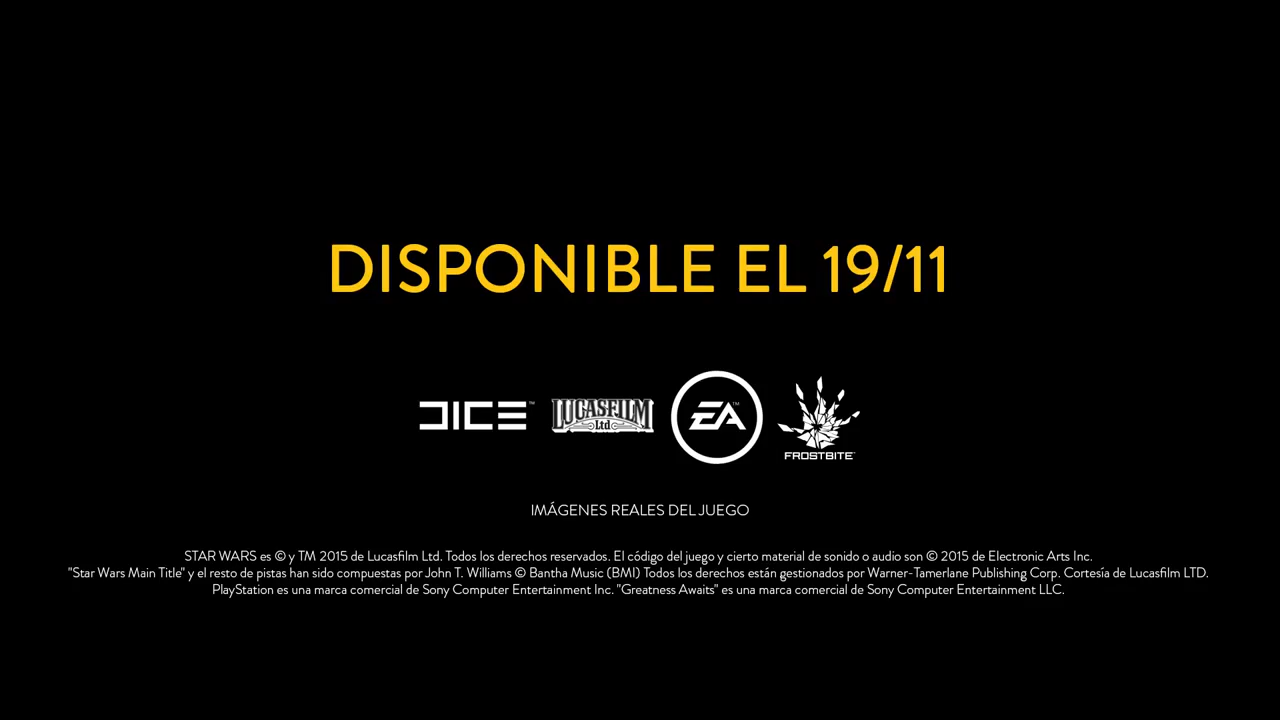 DISPONIBLE EL 19/11
DICE™ LUCASFILM Ltd EA™ FROSTBITE™
IMÁGENES REALES DEL JUEGO
STAR WARS es © y TM 2015 de Lucasfilm Ltd. Todos los derechos reservados. El código del juego y cierto material de sonido o audio son © 2015 de Electronic Arts Inc.
"Star Wars Main Title" y el resto de pistas han sido compuestas por John T. Williams © Bantha Music (BMI) Todos los derechos están gestionados por Warner-Tamerlane Publishing Corp. Cortesía de Lucasfilm LTD.
PlayStation es una marca comercial de Sony Computer Entertainment Inc. "Greatness Awaits" es una marca comercial de Sony Computer Entertainment LLC.